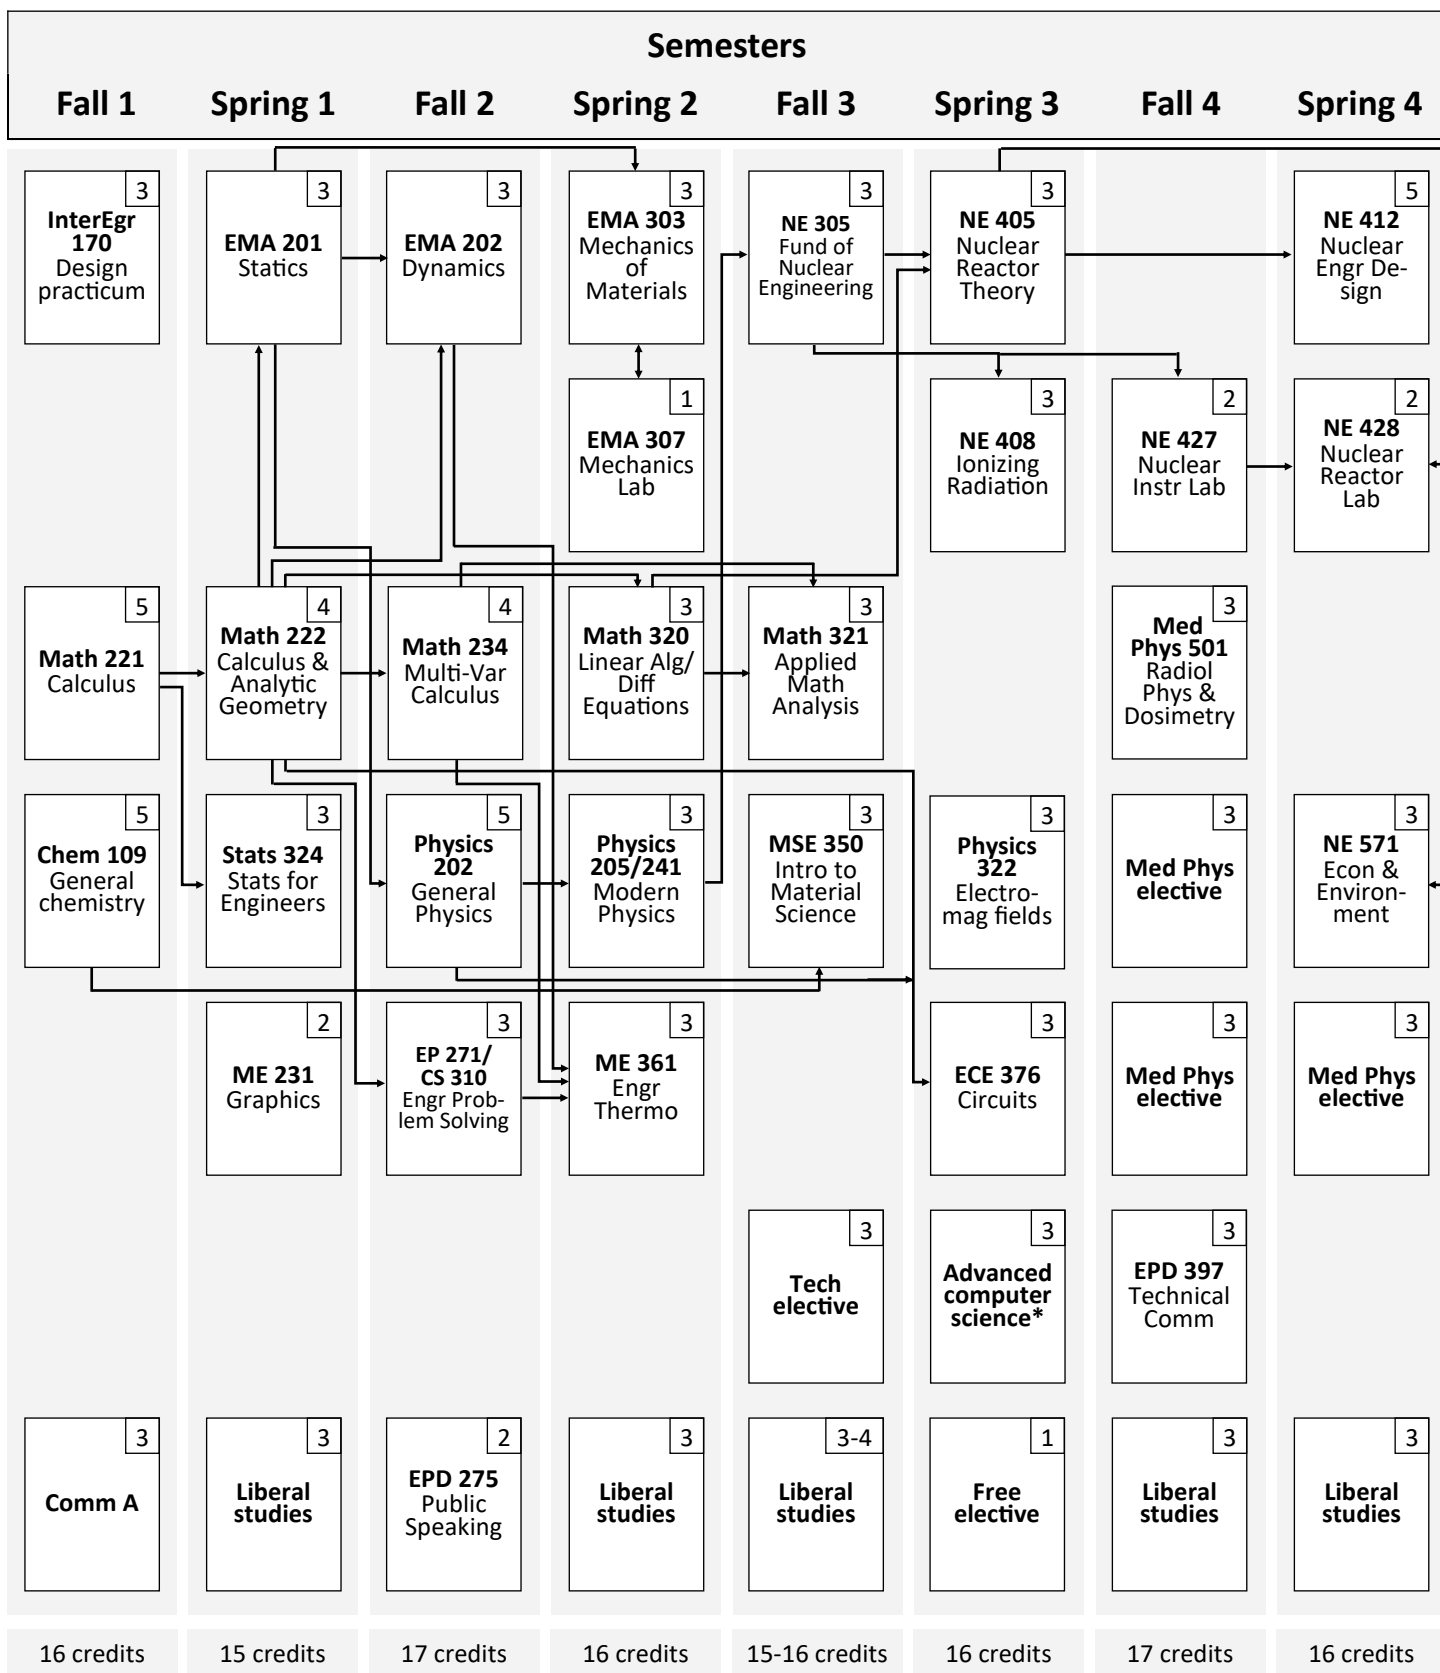 Semesters
Fall 1
Spring 1
Fall 2
Spring 2
Fall 3
Spring 3
Fall 4
Spring 4
3
InterEgr
170
Design
practicum
3
EMA 201
Statics
3
EMA 202
Dynamics
3
EMA 303
Mechanics
of
Materials
3
NE 305
Fund of
Nuclear
Engineering
3
NE 405
Nuclear
Reactor
Theory
5
NE 412
Nuclear
Engr De-
sign
1
EMA 307
Mechanics
Lab
3
NE 408
Ionizing
Radiation
2
NE 427
Nuclear
Instr Lab
2
NE 428
Nuclear
Reactor
Lab
5
Math 221
Calculus
4
Math 222
Calculus &
Analytic
Geometry
4
Math 234
Multi-Var
Calculus
3
Math 320
Linear Alg/
Diff
Equations
3
Math 321
Applied
Math
Analysis
3
Med
Phys 501
Radiol
Phys &
Dosimetry
5
Chem 109
General
chemistry
3
Stats 324
Stats for
Engineers
5
Physics
202
General
Physics
3
Physics
205/241
Modern
Physics
3
MSE 350
Intro to
Material
Science
3
Physics
322
Electro-
mag fields
3
Med Phys
elective
3
NE 571
Econ &
Environ-
ment
2
ME 231
Graphics
3
EP 271/
CS 310
Engr Prob-
lem Solving
3
ME 361
Engr
Thermo
3
ECE 376
Circuits
3
Med Phys
elective
3
Med Phys
elective
3
Tech
elective
3
Advanced
computer
science*
3
EPD 397
Technical
Comm
3
Comm A
3
Liberal
studies
2
EPD 275
Public
Speaking
3
Liberal
studies
3-4
Liberal
studies
1
Free
elective
3
Liberal
studies
3
Liberal
studies
16 credits
15 credits
17 credits
16 credits
15-16 credits
16 credits
17 credits
16 credits